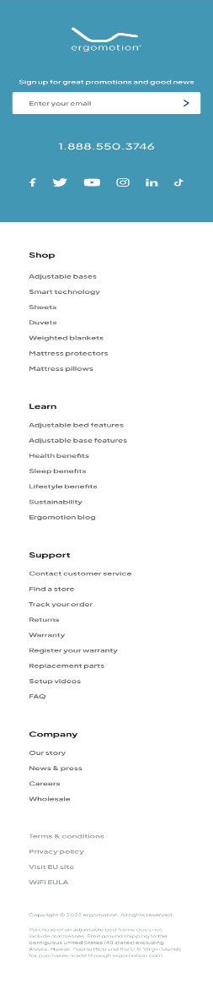 ergomotion®
Sign up for great promotions and good news
Enter your email
1.888.550.3746
Shop
Adjustable bases
Smart technology
Sheets
Duvets
Weighted blankets
Mattress protectors
Mattress pillows
Learn
Adjustable bed features
Adjustable base features
Health benefits
Sleep benefits
Lifestyle benefits
Sustainability
Ergomotion blog
Support
Contact customer service
Find a store
Track your order
Returns
Warranty
Register your warranty
Replacement parts
Setup videos
FAQ
Company
Our story
News & press
Careers
Wholesale
Terms & conditions
Privacy policy
Visit EU site
WiFi EULA
Copyright © 2022 ergomotion. All rights reserved.
Purchase of an adjustable bed frame does not
include mattresses. Free ground shipping to the
contiguous United States (48 states) excluding
Alaska, Hawaii, Puerto Rico and the U.S. Virgin Islands
for purchases made through ergomotion.com.